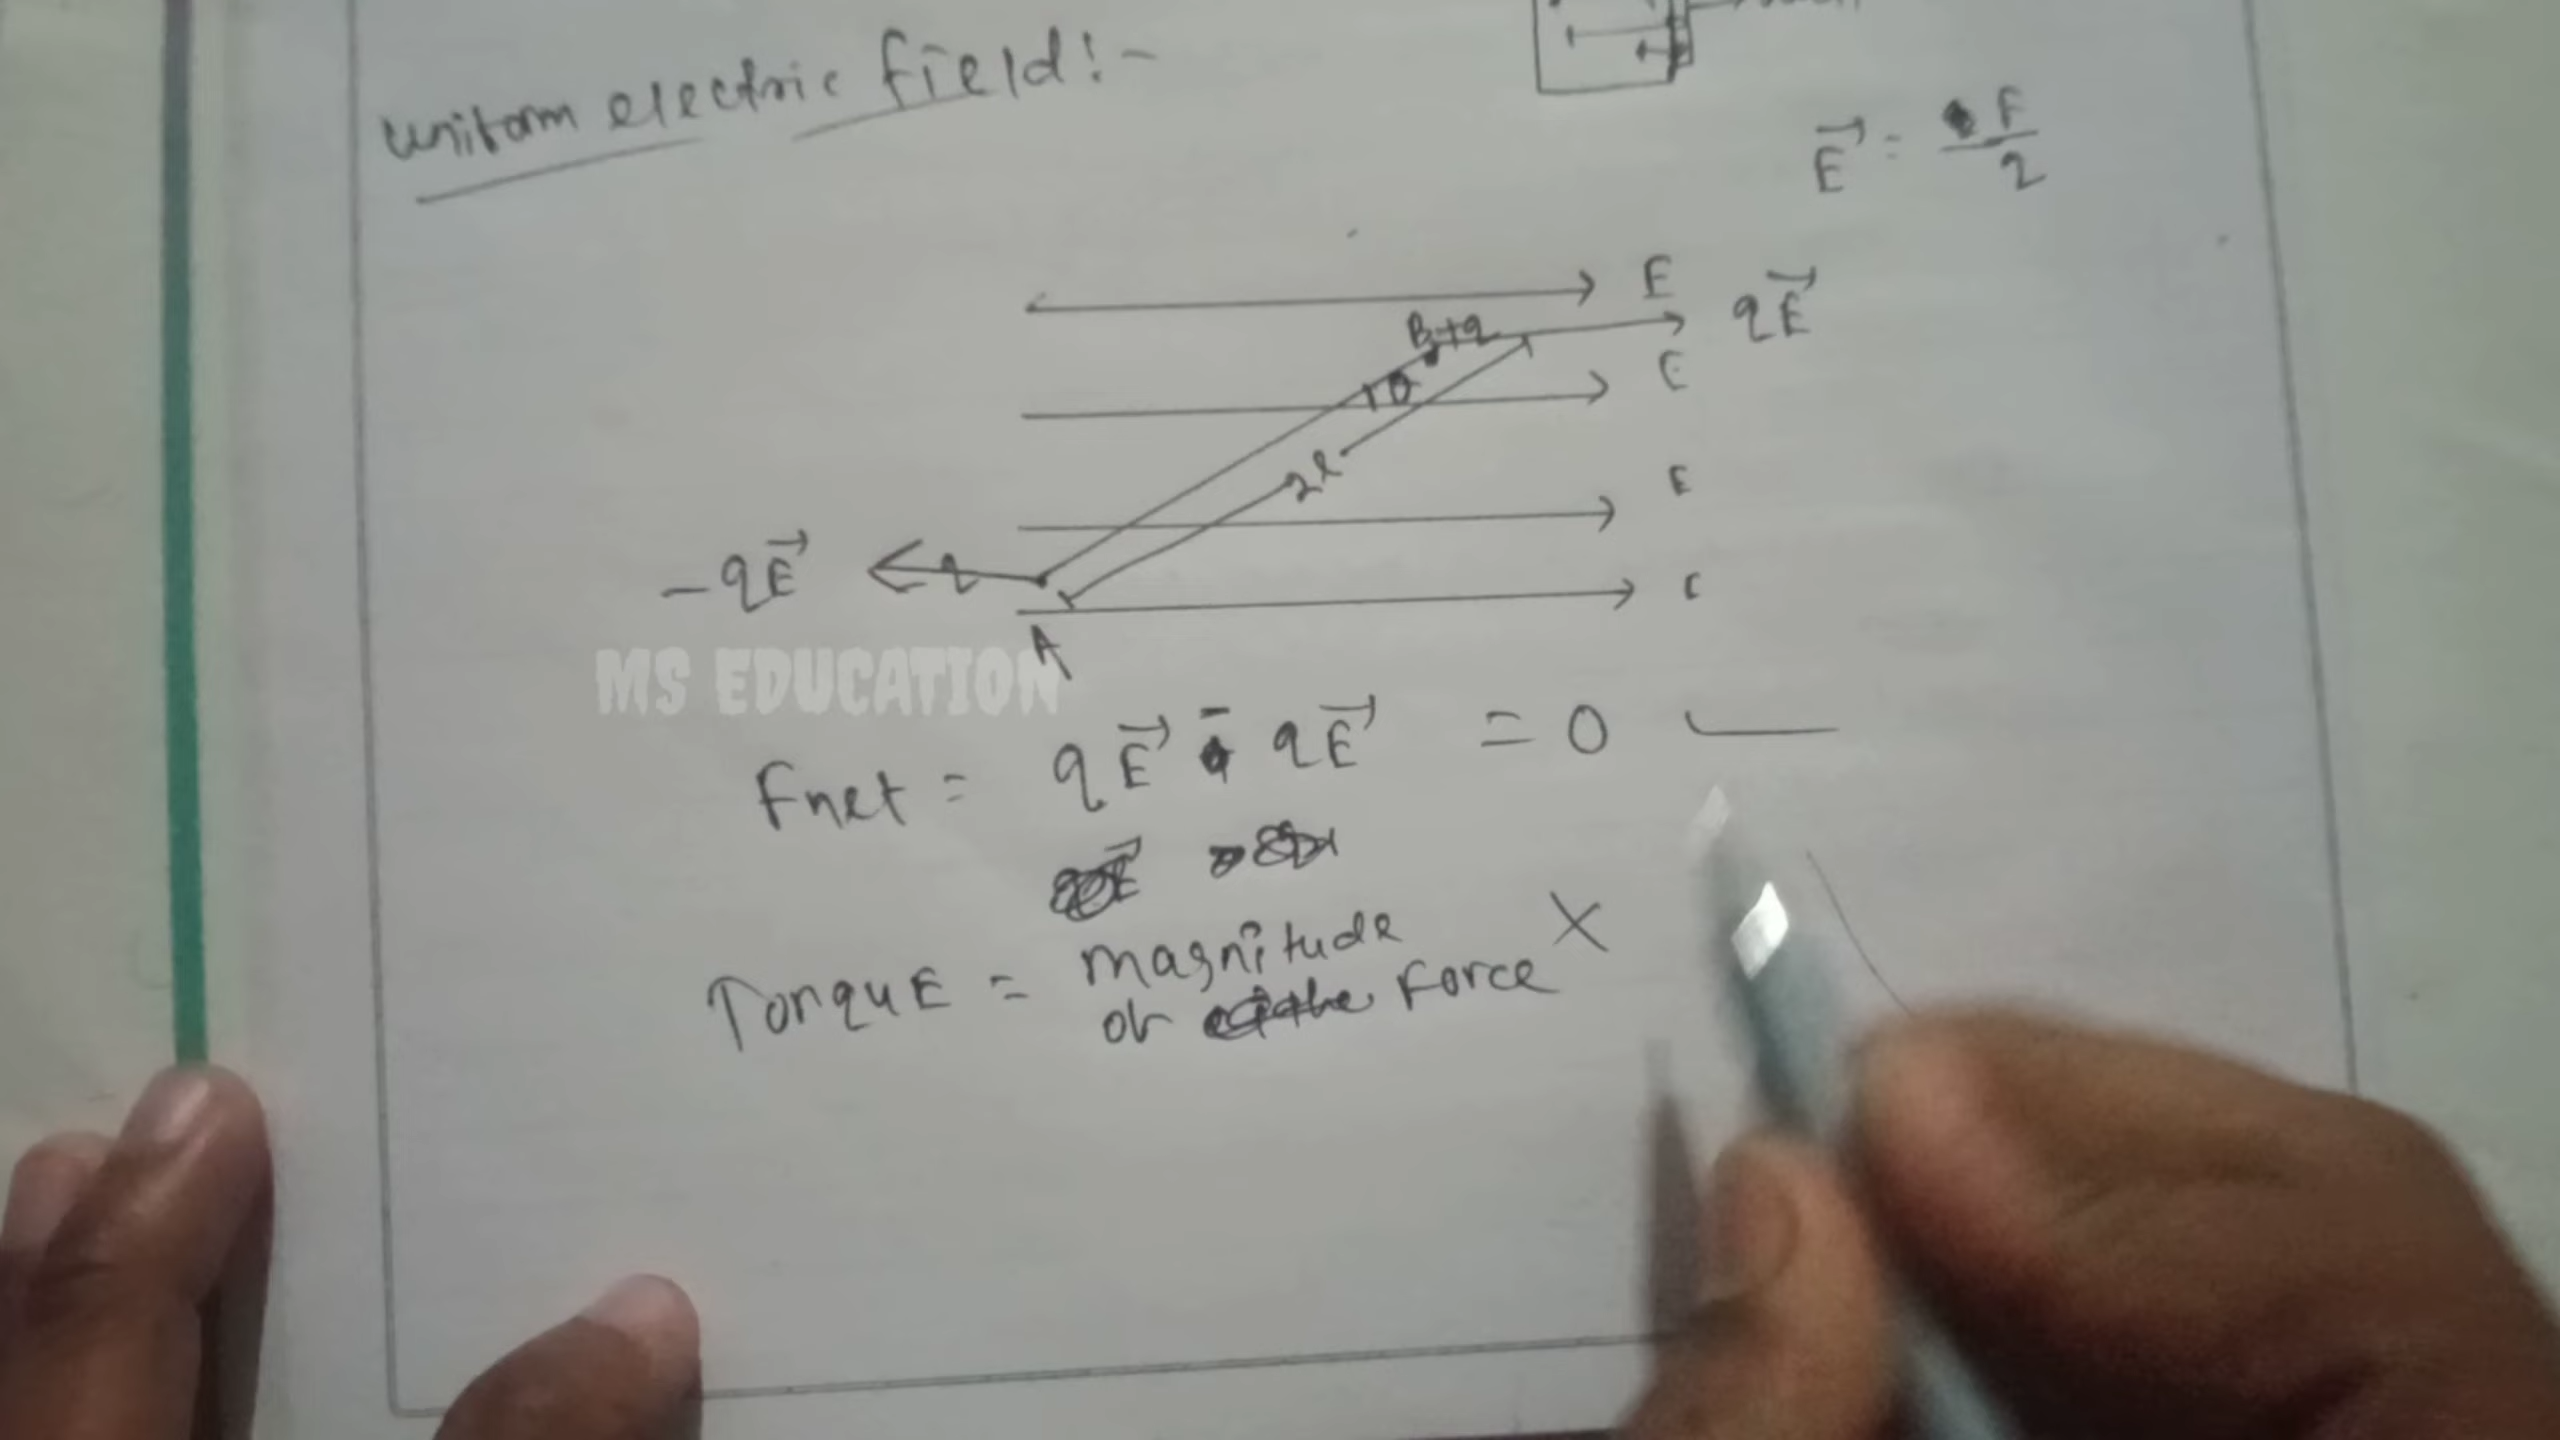 uniform electric field:-
E⃗ = F/q
E
B+q
qE⃗
E
θ
2l
E
-qE⃗
E
A
MS EDUCATION
Fnet = qE⃗ - qE⃗ = 0
Torque = magnitude
of Force ×